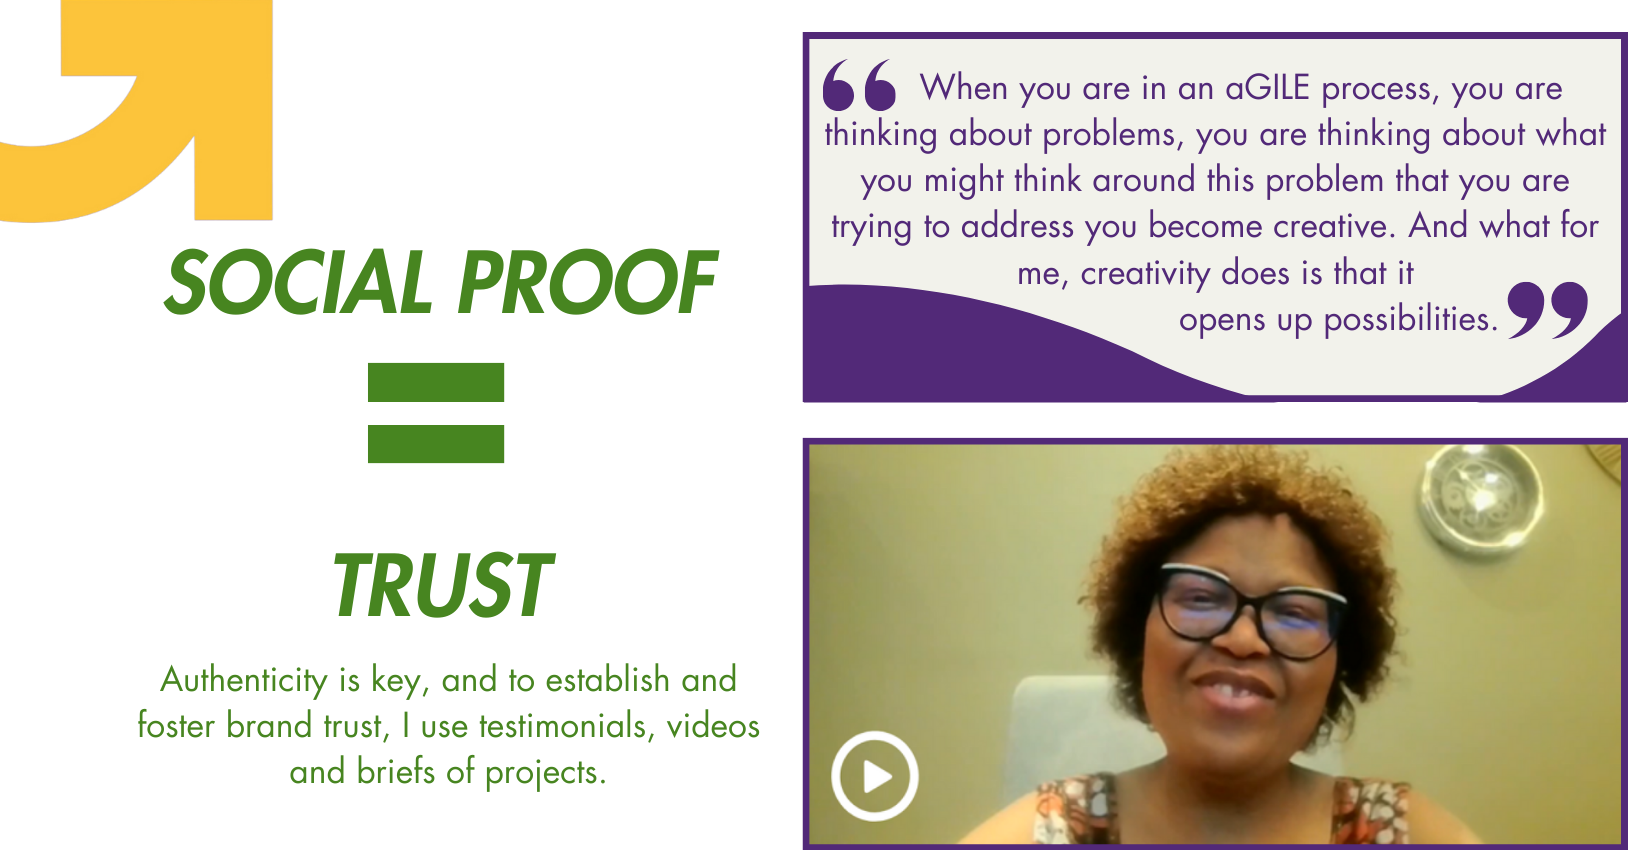 SOCIAL PROOF
=
TRUST
Authenticity is key, and to establish and
foster brand trust, I use testimonials, videos
and briefs of projects.
“ When you are in an aGILE process, you are
thinking about problems, you are thinking about what
you might think around this problem that you are
trying to address you become creative. And what for
me, creativity does is that it
opens up possibilities. ”